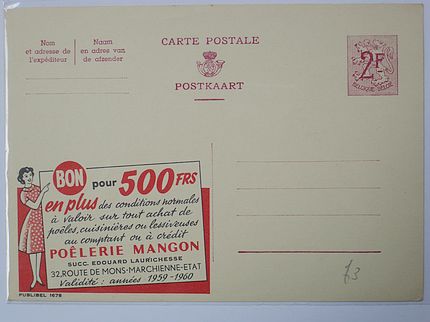 Nom
et adresse de
l'expéditeur
Naam
en adres van
de afzender
CARTE POSTALE
POSTKAART
2F
BELGIQUE-BELGIË
BON pour 500 FRS
en plus des conditions normales
à valoir sur tout achat de
poêles, cuisinières ou lessiveuses
au comptant ou à crédit
POÊLERIE MANGON
SUCC. EDOUARD LAURICHESSE
32, ROUTE DE MONS-MARCHIENNE-ETAT
Validité : années 1959-1960
PUBLIBEL 1678